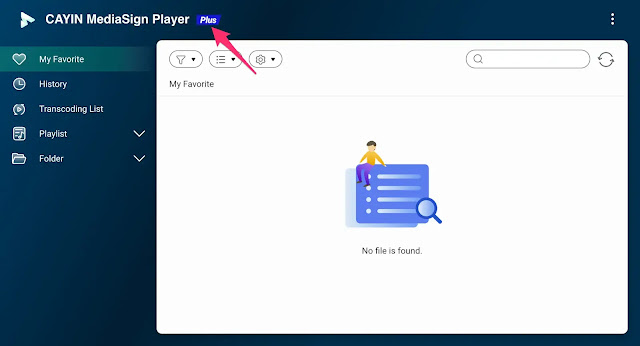 CAYIN MediaSign Player Plus
My Favorite
History
Transcoding List
Playlist
Folder
My Favorite
No file is found.